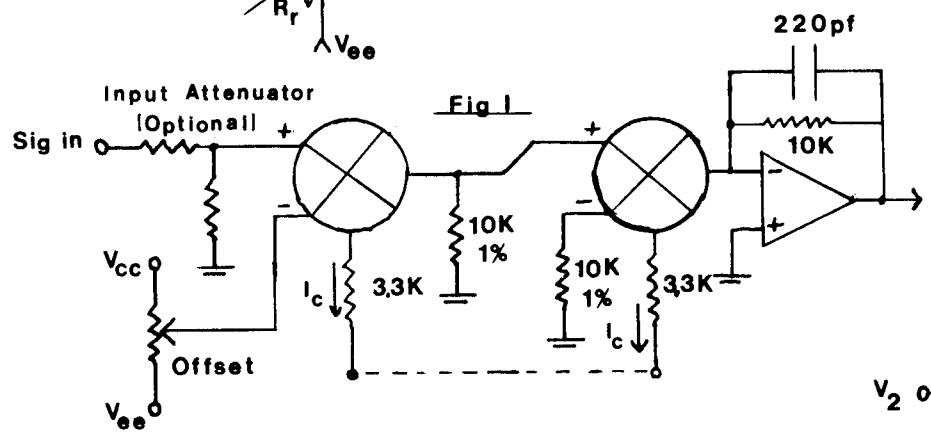 Rr
Vee
220pf
Input Attenuator
(Optional)
Fig 1
Sig in
+
+
10K
-
-
-
+
10K
1%
10K
1%
Vcc
Ic
3,3K
3,3K
Ic
Offset
V2
Vee